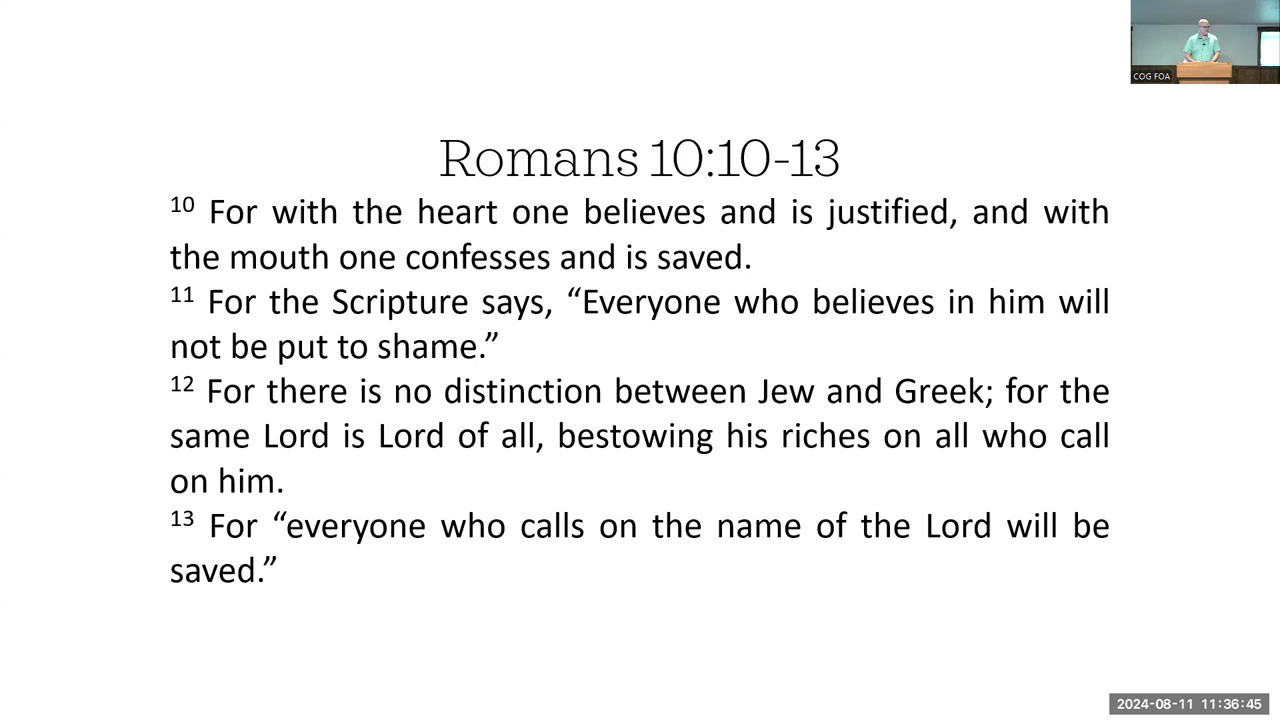 COG FOA
Romans 10:10-13
10 For with the heart one believes and is justified, and with
the mouth one confesses and is saved.
11 For the Scripture says, “Everyone who believes in him will
not be put to shame.”
12 For there is no distinction between Jew and Greek; for the
same Lord is Lord of all, bestowing his riches on all who call
on him.
13 For “everyone who calls on the name of the Lord will be
saved.”
2024-08-11 11:36:45